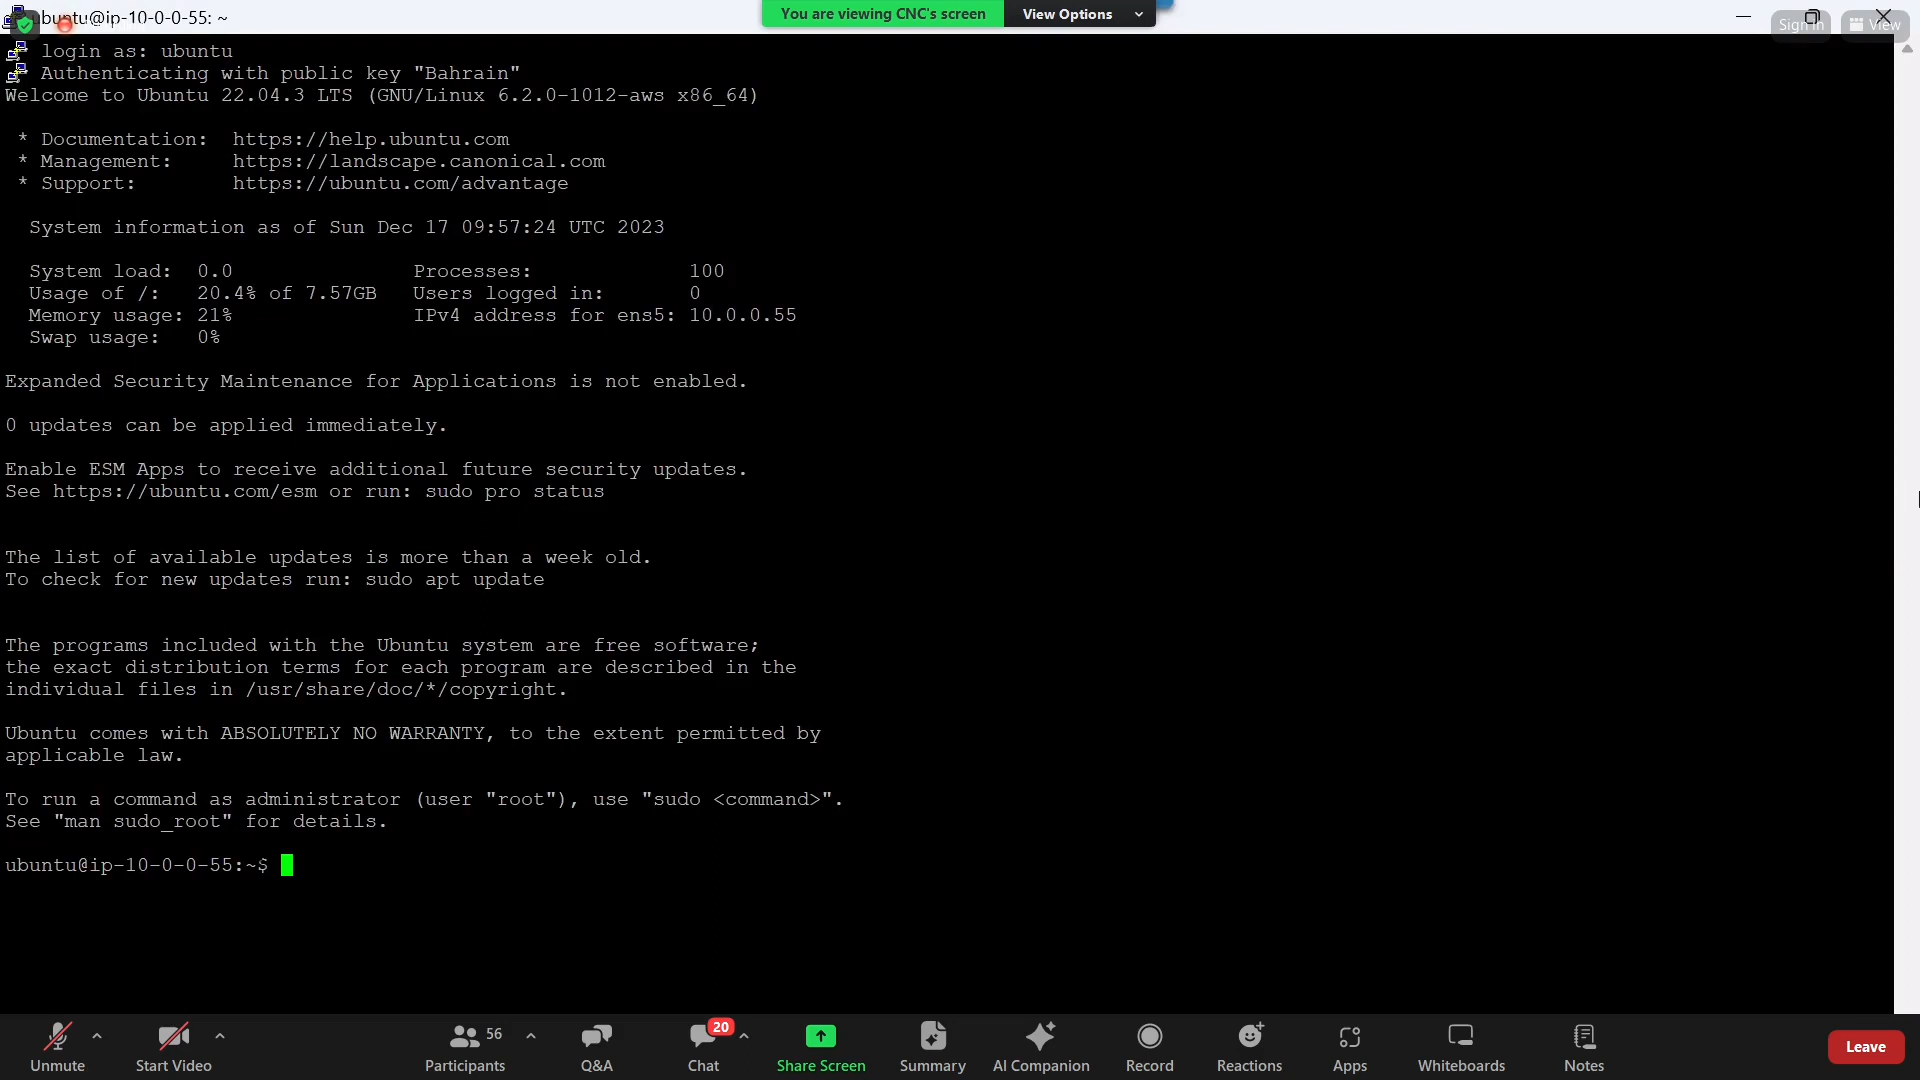 ubuntu@ip-10-0-0-55: ~
You are viewing CNC's screen
View Options
Sign in
View
login as: ubuntu
Authenticating with public key "Bahrain"
Welcome to Ubuntu 22.04.3 LTS (GNU/Linux 6.2.0-1012-aws x86_64)
* Documentation: https://help.ubuntu.com
* Management: https://landscape.canonical.com
* Support: https://ubuntu.com/advantage
System information as of Sun Dec 17 09:57:24 UTC 2023
System load: 0.0 Processes: 100
Usage of /: 20.4% of 7.57GB Users logged in: 0
Memory usage: 21% IPv4 address for ens5: 10.0.0.55
Swap usage: 0%
Expanded Security Maintenance for Applications is not enabled.
0 updates can be applied immediately.
Enable ESM Apps to receive additional future security updates.
See https://ubuntu.com/esm or run: sudo pro status
The list of available updates is more than a week old.
To check for new updates run: sudo apt update
The programs included with the Ubuntu system are free software;
the exact distribution terms for each program are described in the
individual files in /usr/share/doc/*/copyright.
Ubuntu comes with ABSOLUTELY NO WARRANTY, to the extent permitted by
applicable law.
To run a command as administrator (user "root"), use "sudo <command>".
See "man sudo_root" for details.
ubuntu@ip-10-0-0-55:~$
56
20
Unmute
Start Video
Participants
Q&A
Chat
Share Screen
Summary
AI Companion
Record
Reactions
Apps
Whiteboards
Notes
Leave